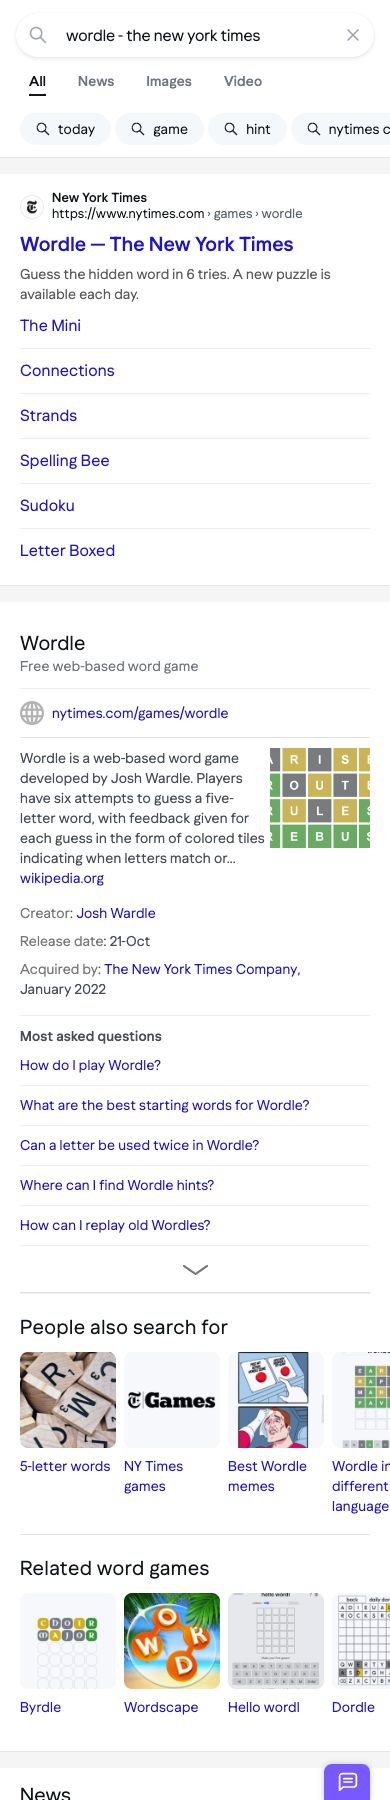 wordle - the new york times
All News Images Video
today game hint nytimes c
New York Times
https://www.nytimes.com › games › wordle
Wordle — The New York Times
Guess the hidden word in 6 tries. A new puzzle is
available each day.
The Mini
Connections
Strands
Spelling Bee
Sudoku
Letter Boxed
Wordle
Free web-based word game
nytimes.com/games/wordle
Wordle is a web-based word game
developed by Josh Wardle. Players
have six attempts to guess a five-
letter word, with feedback given for
each guess in the form of colored tiles
indicating when letters match or...
wikipedia.org
R I S E
O U T E
U L E S
E B U S
Creator: Josh Wardle
Release date: 21-Oct
Acquired by: The New York Times Company,
January 2022
Most asked questions
How do I play Wordle?
What are the best starting words for Wordle?
Can a letter be used twice in Wordle?
Where can I find Wordle hints?
How can I replay old Wordles?
People also search for
Games
5-letter words
NY Times
games
Best Wordle
memes
Wordle in
different
language
Related word games
CHOIR
MAJOR
WORD
WORD
hello wordl
back daily dor
Byrdle
Wordscape
Hello wordl
Dordle
News